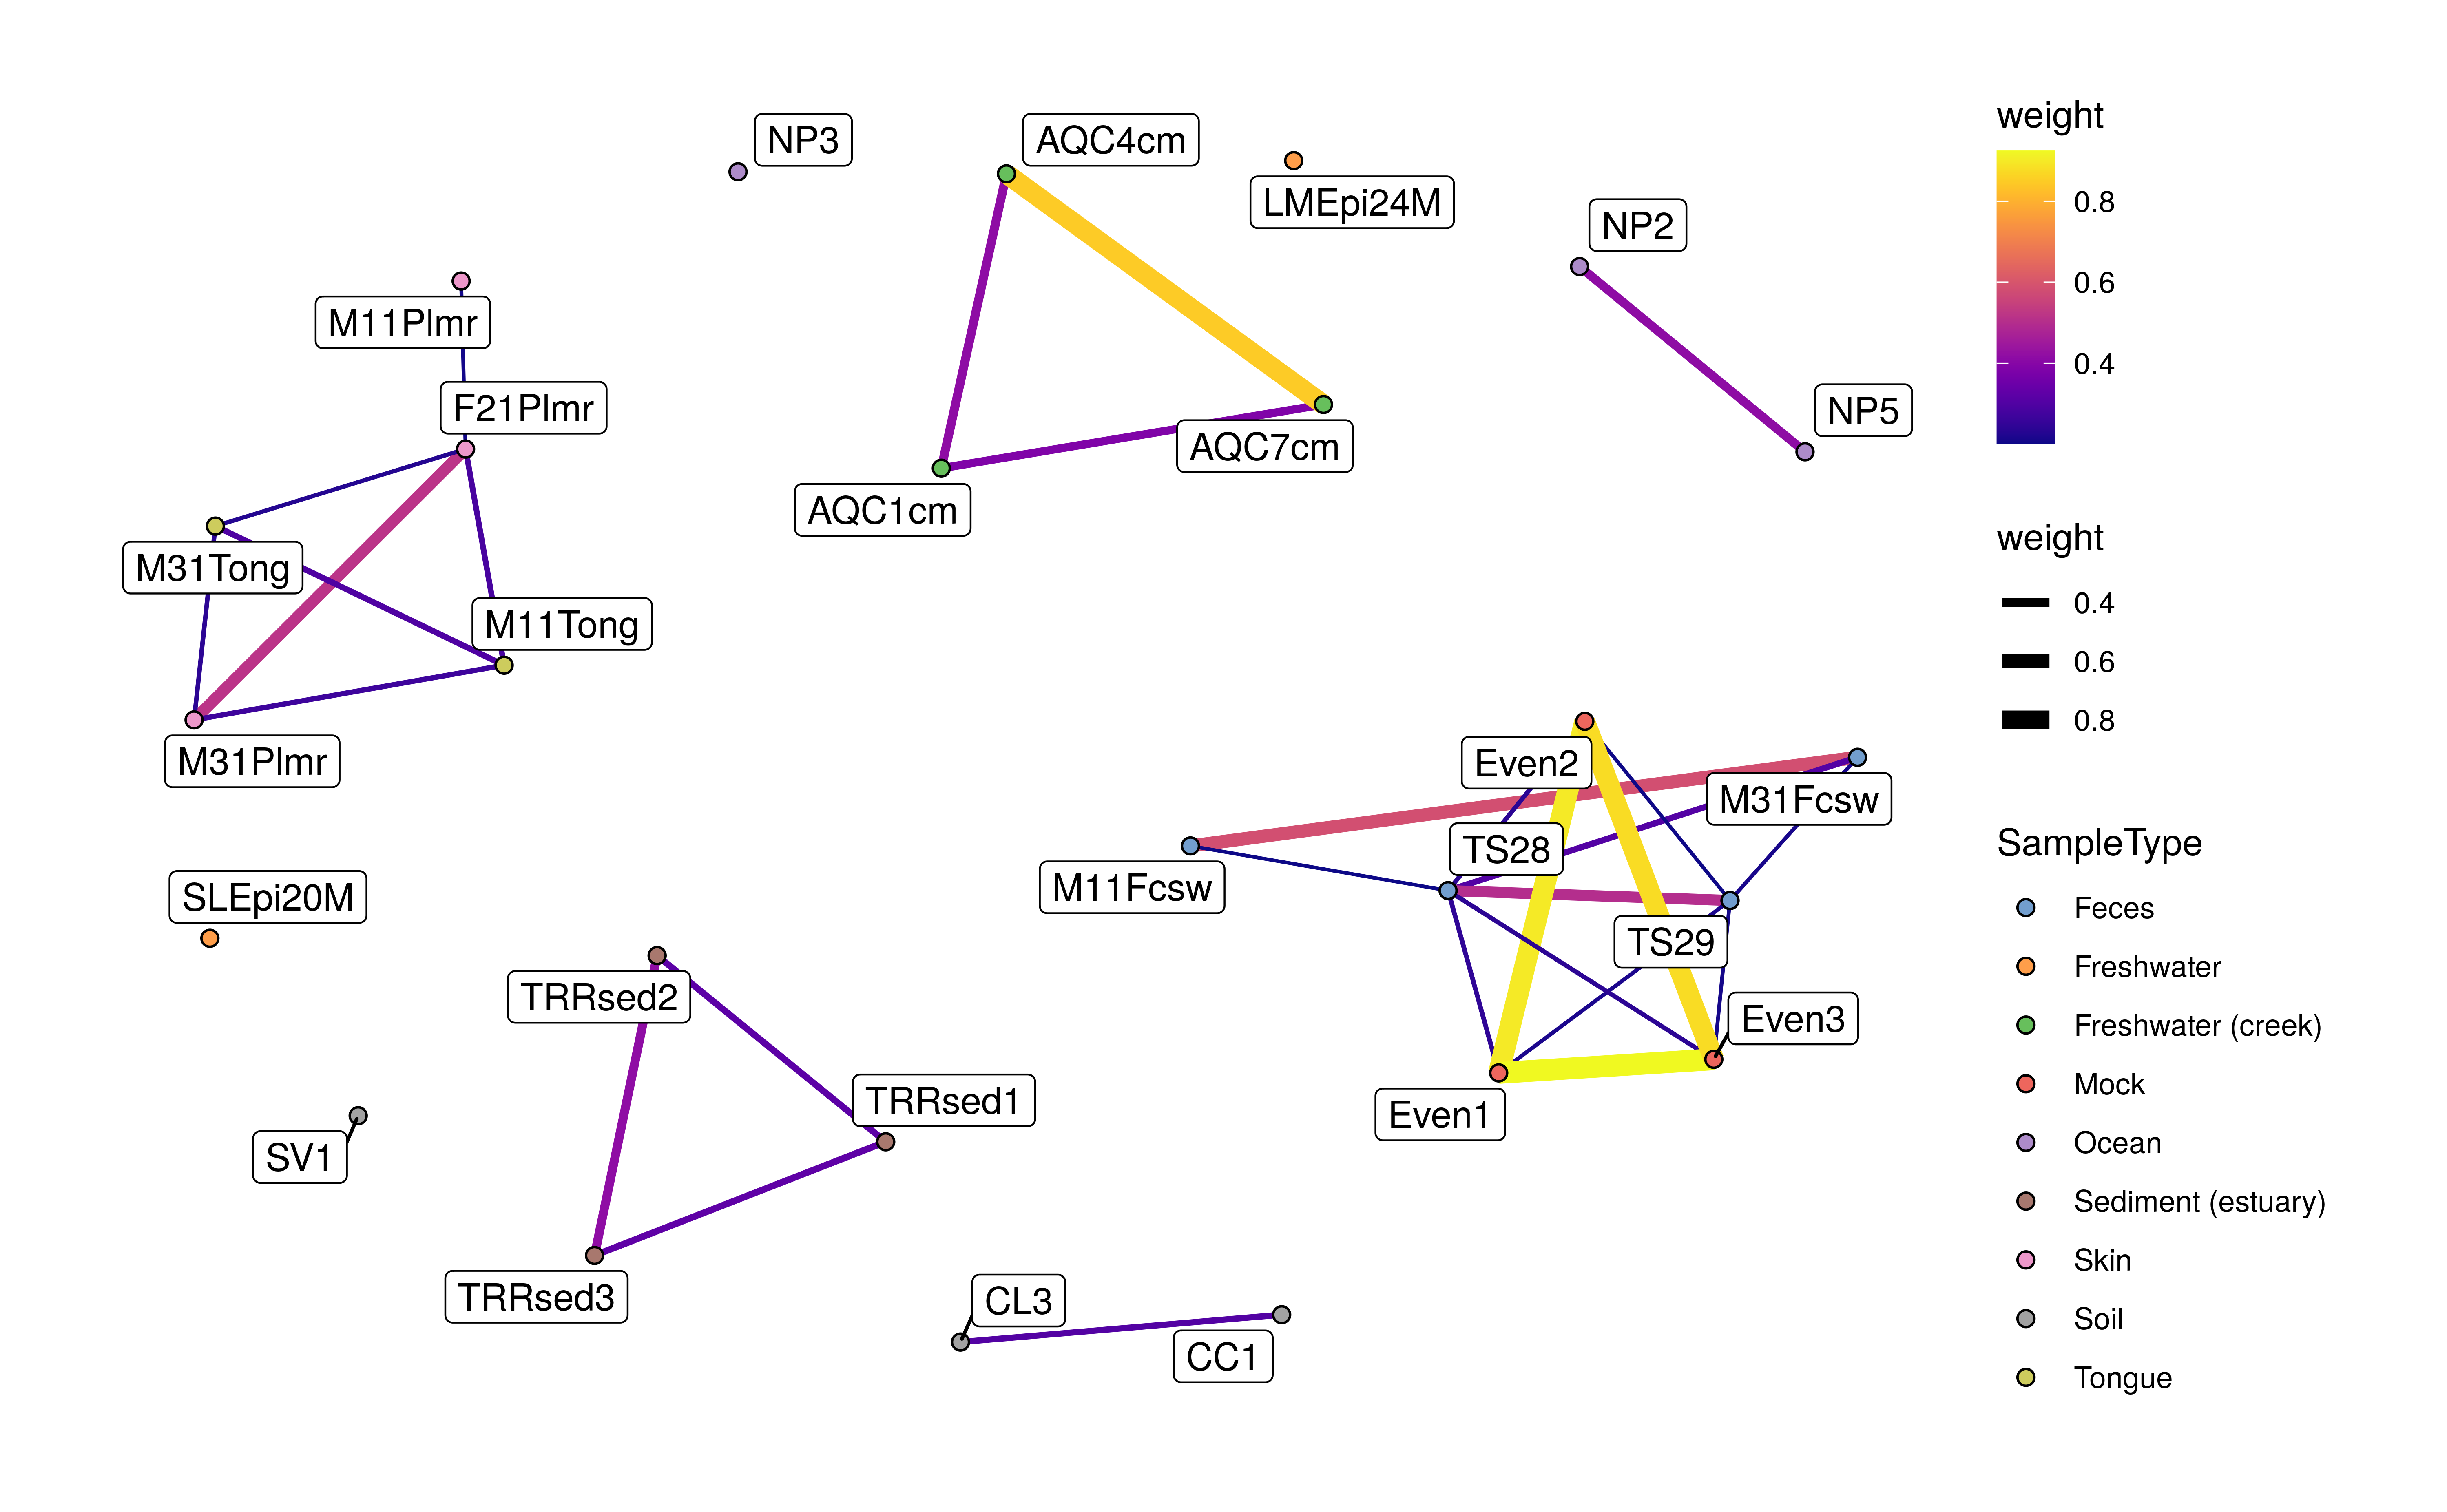 NP3
AQC4cm
LMEpi24M
NP2
M11Plmr
F21Plmr
NP5
AQC7cm
AQC1cm
M31Tong
M11Tong
M31Plmr
Even2
M31Fcsw
TS28
M11Fcsw
SLEpi20M
TS29
TRRsed2
Even3
TRRsed1
Even1
SV1
TRRsed3
CL3
CC1
weight
0.8
0.6
0.4
weight
0.4
0.6
0.8
SampleType
Feces
Freshwater
Freshwater (creek)
Mock
Ocean
Sediment (estuary)
Skin
Soil
Tongue